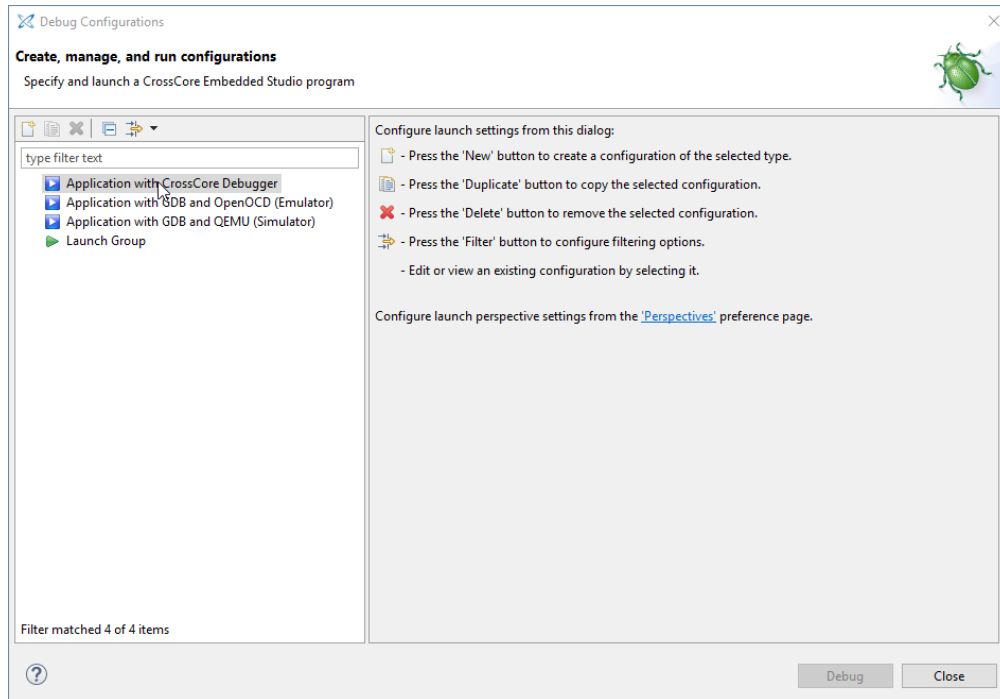 Debug Configurations
Create, manage, and run configurations
Specify and launch a CrossCore Embedded Studio program
type filter text
Application with CrossCore Debugger
Application with GDB and OpenOCD (Emulator)
Application with GDB and QEMU (Simulator)
Launch Group
Filter matched 4 of 4 items
Configure launch settings from this dialog:
- Press the 'New' button to create a configuration of the selected type.
- Press the 'Duplicate' button to copy the selected configuration.
- Press the 'Delete' button to remove the selected configuration.
- Press the 'Filter' button to configure filtering options.
- Edit or view an existing configuration by selecting it.
Configure launch perspective settings from the 'Perspectives' preference page.
?
Debug
Close